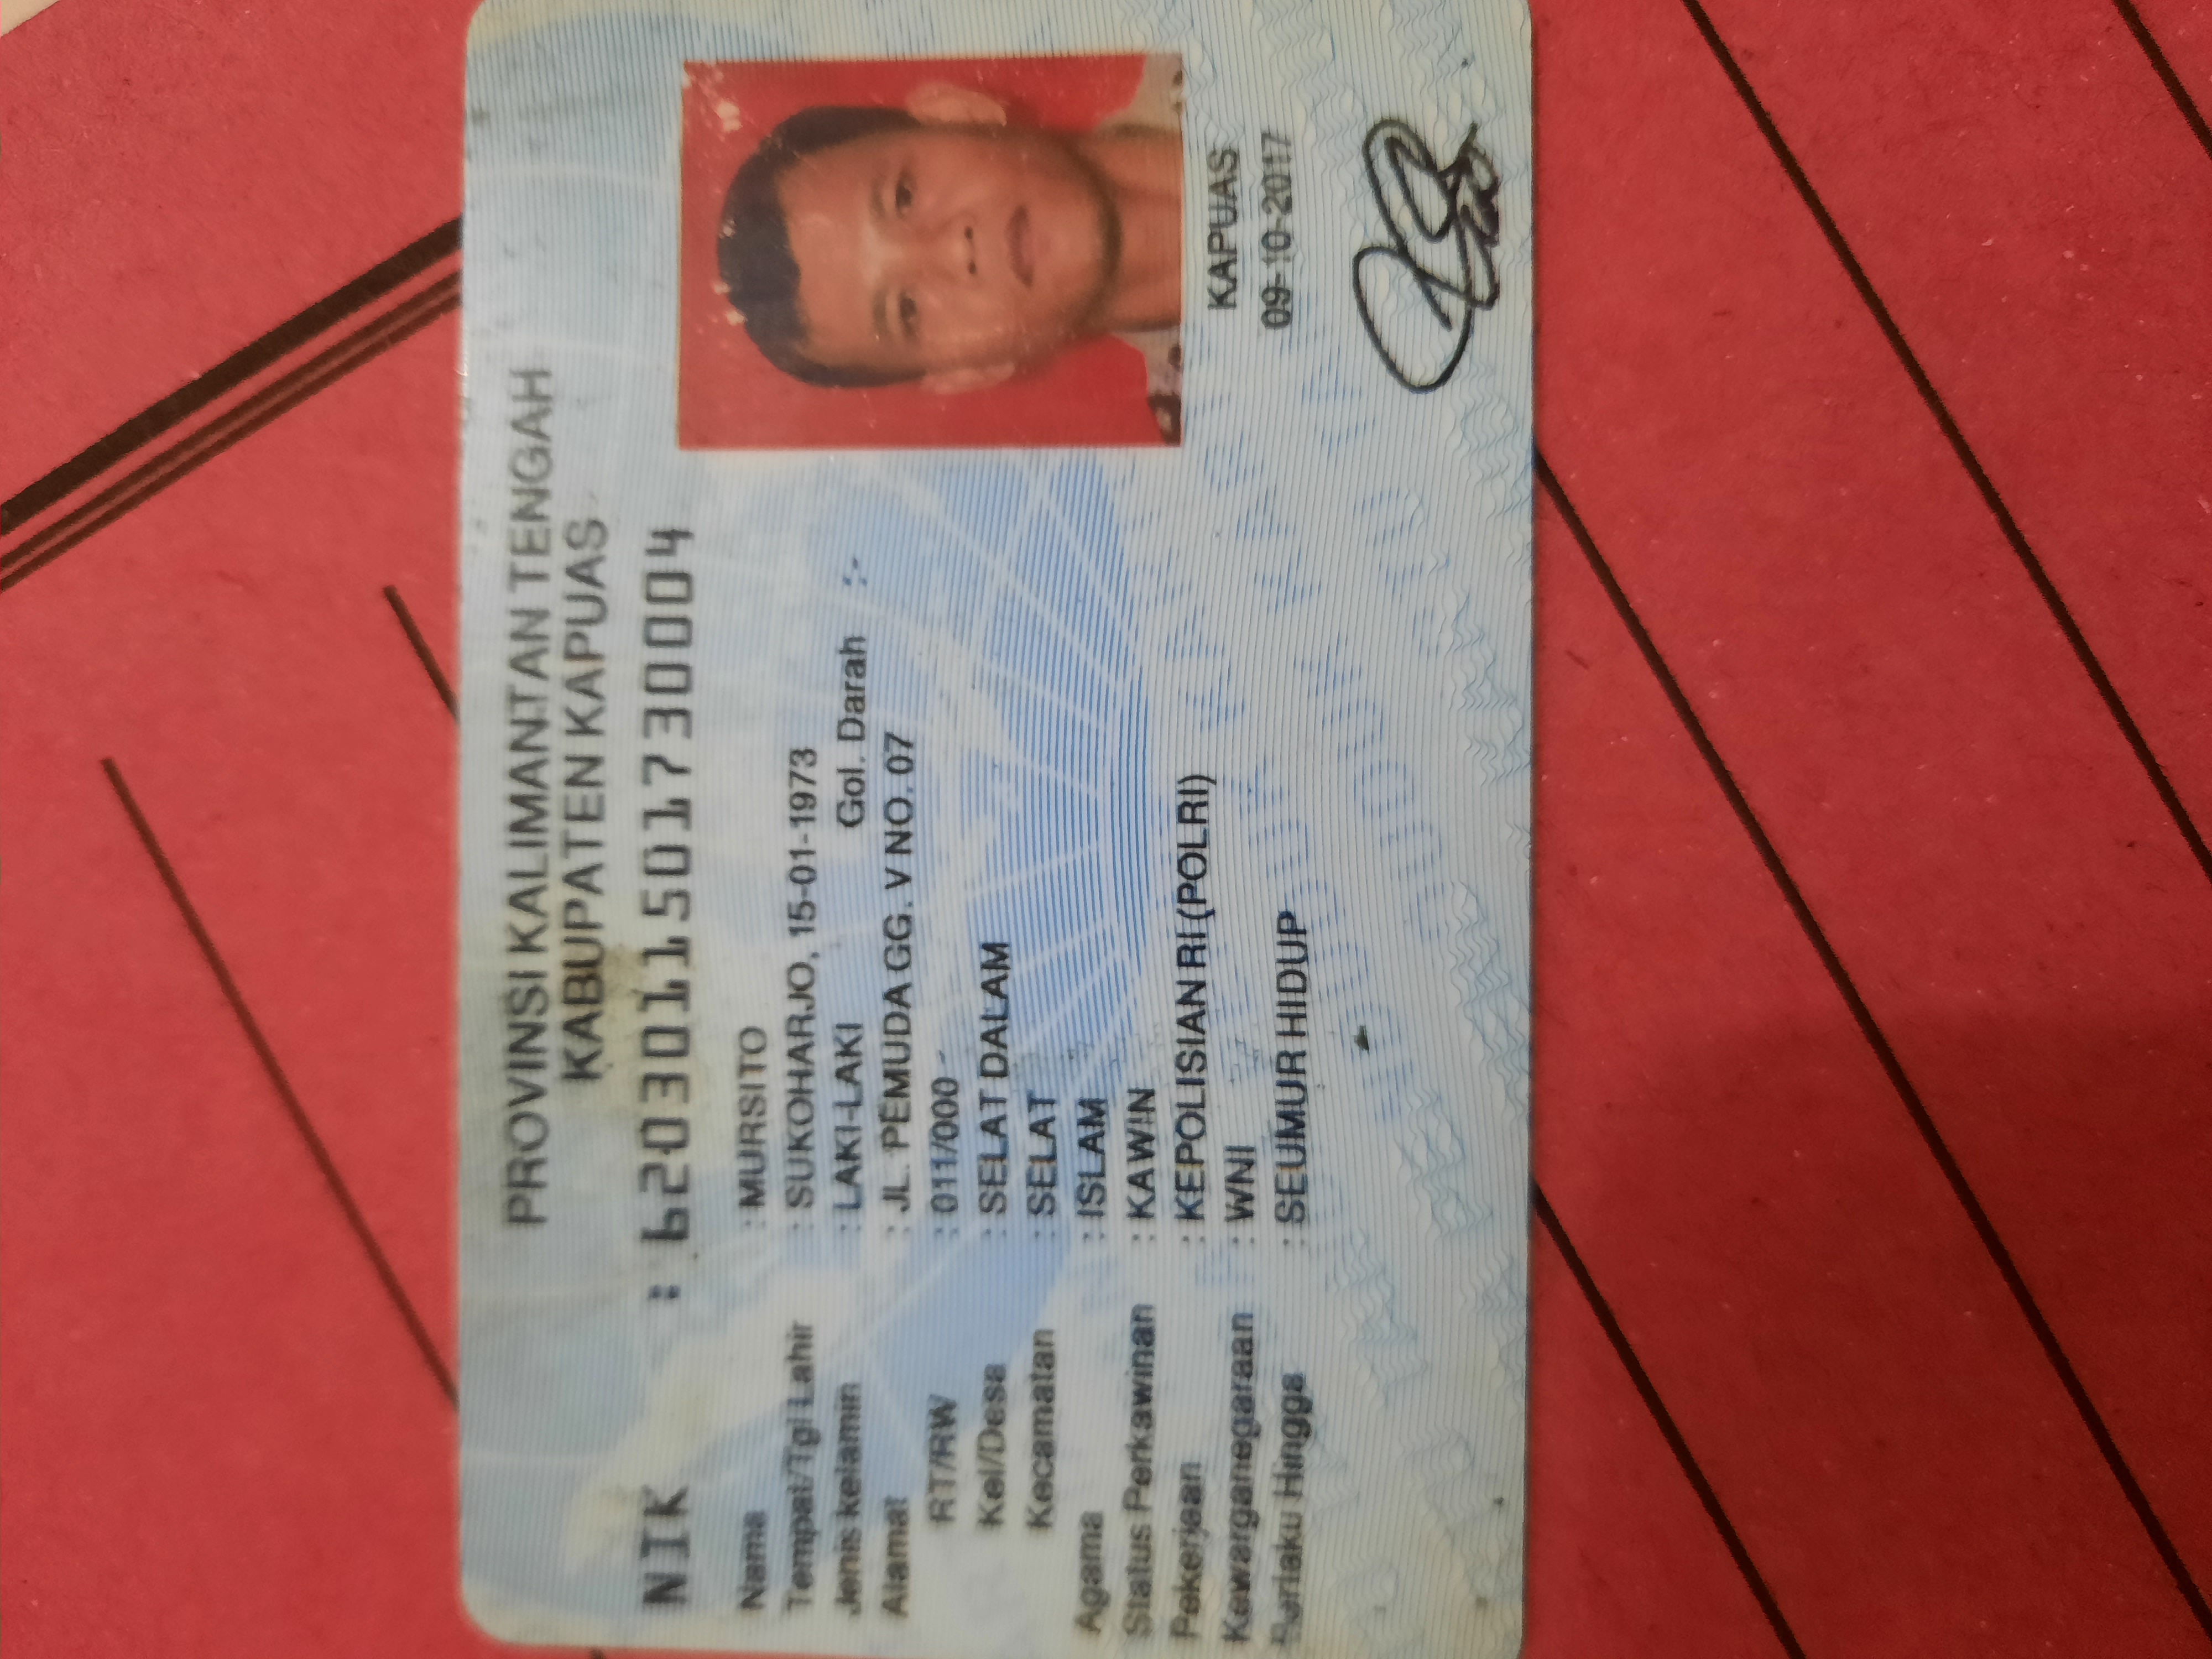 PROVINSI KALIMANTAN TENGAH
KABUPATEN KAPUAS
NIK : 6203011501730004
Nama : MURSITO
Tempat/Tgl Lahir : SUKOHARJO, 15-01-1973
Jenis kelamin : LAKI-LAKI Gol. Darah :-
Alamat : JL. PEMUDA GG. V NO. 07
RT/RW : 011/000
Kel/Desa : SELAT DALAM
Kecamatan : SELAT
Agama : ISLAM
Status Perkawinan : KAWIN
Pekerjaan : KEPOLISIAN RI (POLRI)
Kewarganegaraan : WNI
Berlaku Hingga : SEUMUR HIDUP
KAPUAS
09-10-2017